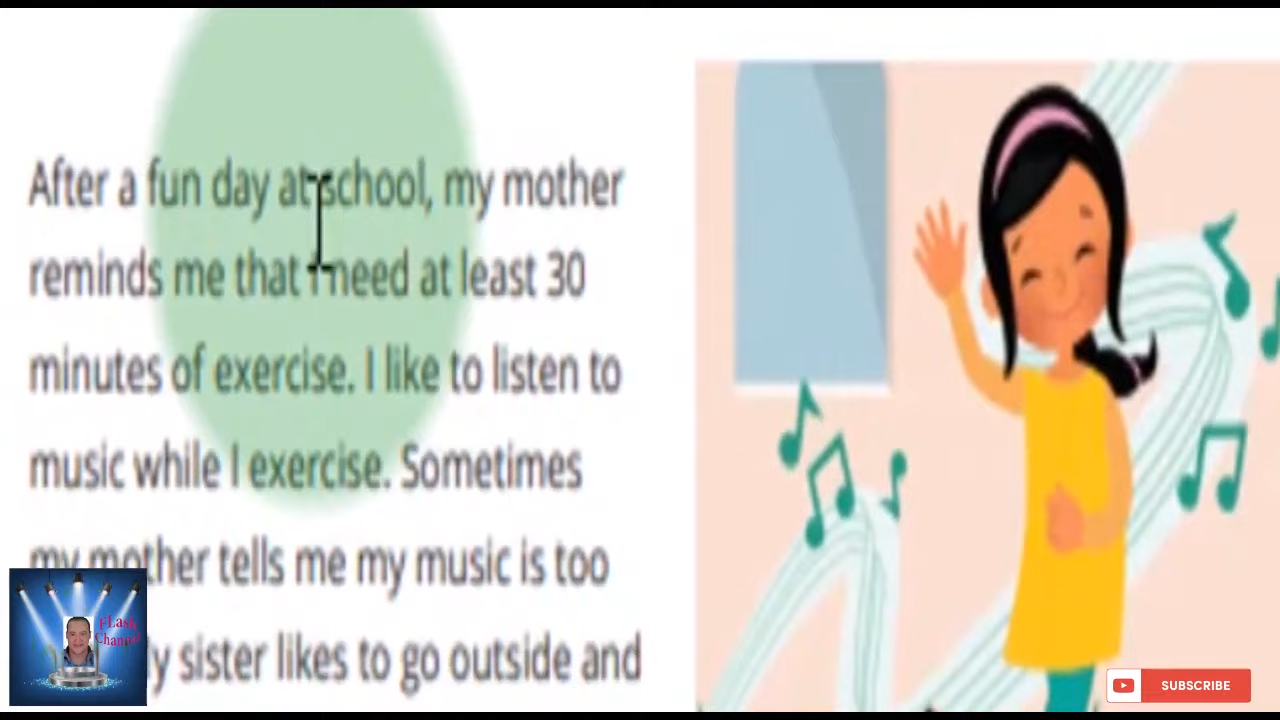 After a fun day at school, my mother
reminds me that I need at least 30
minutes of exercise. I like to listen to
music while I exercise. Sometimes
my mother tells me my music is too
y sister likes to go outside and
FLash
Channel
SUBSCRIBE